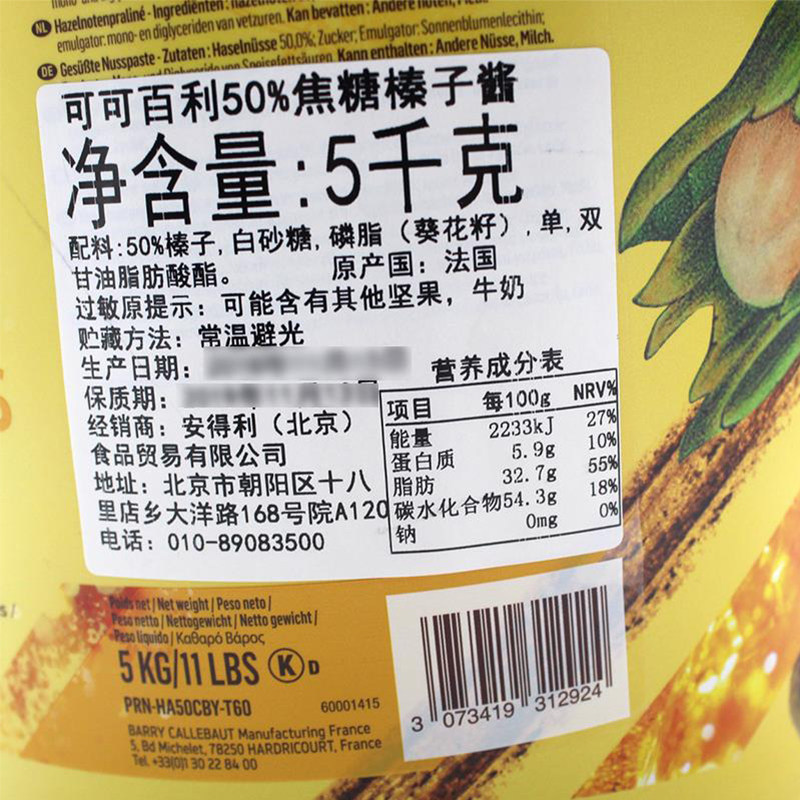 NL Hazelnotenpraliné - Ingrediënten:
emulgator: mono- en diglyceriden van vetzuren. Kan bevatten: Andere noten,
DE Gesüßte Nusspaste - Zutaten: Haselnüsse 50,0%; Zucker; Emulgator: Sonnenblumenlecithin;
Speisefettsäuren. Kann enthalten: Andere Nüsse, Milch.
可可百利50%焦糖榛子酱
净含量:5千克
配料:50%榛子,白砂糖,磷脂（葵花籽）,单,双
甘油脂肪酸酯。 原产国：法国
过敏原提示：可能含有其他坚果，牛奶
贮藏方法：常温避光
生产日期：
保质期：
经销商：安得利（北京）
食品贸易有限公司
地址：北京市朝阳区十八
里店乡大洋路168号院A120
电话：010-89083500
营养成分表
项目 每100g NRV%
能量 2233kJ 27%
蛋白质 5.9g 10%
脂肪 32.7g 55%
碳水化合物54.3g 18%
钠 0mg 0%
Poids net / Net weight / Peso neto /
Peso netto / Nettogewicht / Netto gewicht /
Peso líquido / Καθαρό Βάρος
5 KG/11 LBS K D
PRN-HA50CBY-T60 60001415
BARRY CALLEBAUT Manufacturing France
5, Bd Michelet, 78250 HARDRICOURT, France
Tel. +33(0)1 30 22 84 00
3 073419 312924